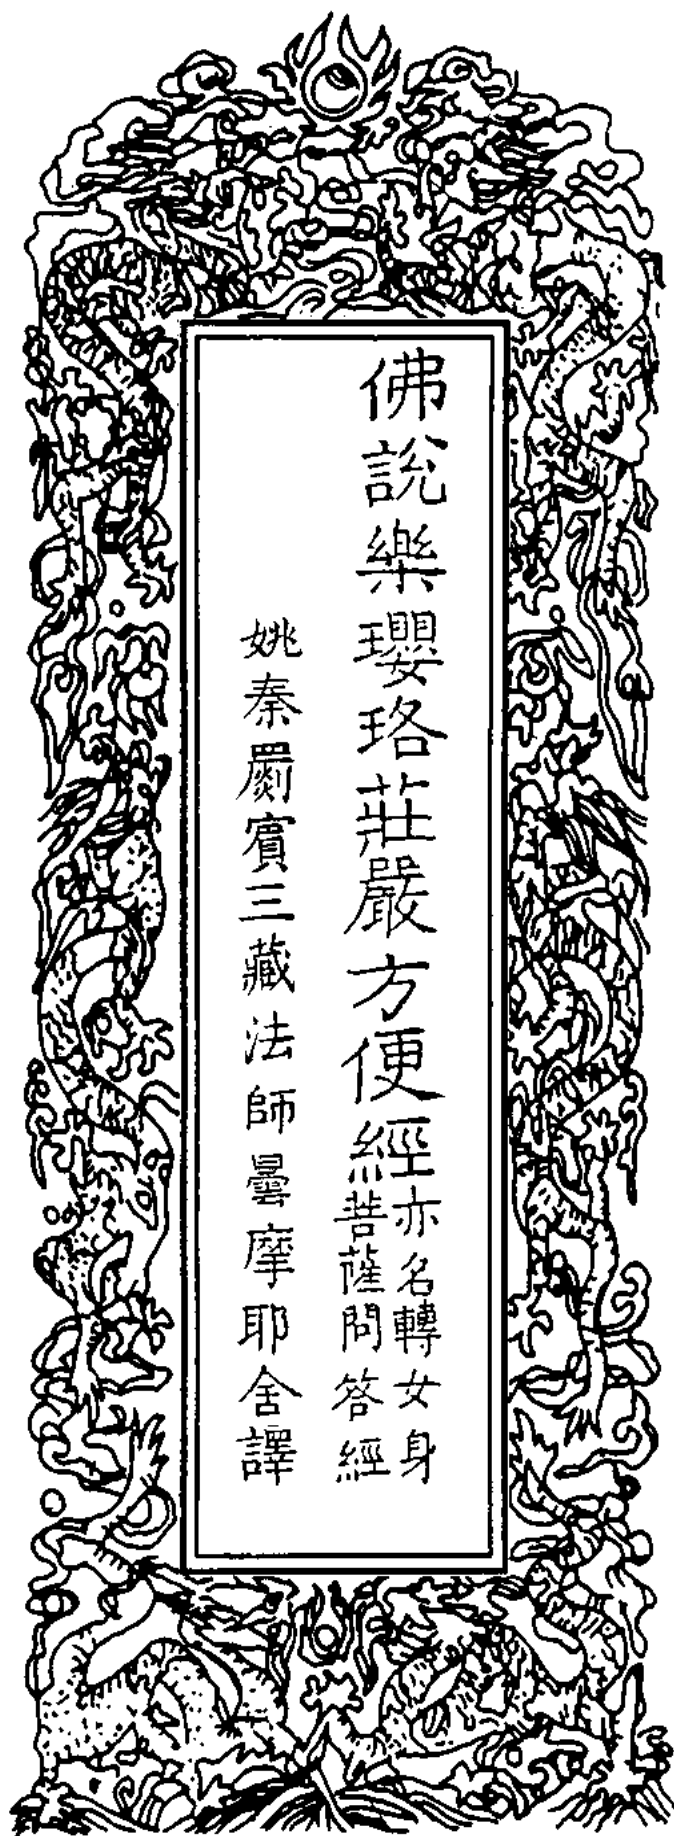 佛說樂瓔珞莊嚴方便經
亦名轉女身
菩薩問答經
姚秦罽賓三藏法師曇摩耶舍譯